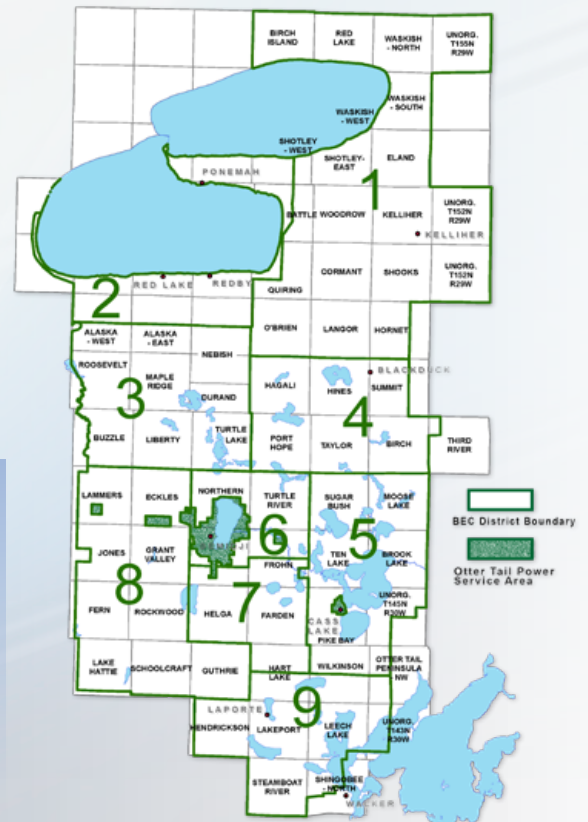 BIRCH
ISLAND
RED
LAKE
WASKISH
- NORTH
UNORG.
T155N
R29W
WASKISH
- SOUTH
WASKISH
- WEST
SHOTLEY
- WEST
SHOTLEY-
EAST
ELAND
PONEMAH
1
BATTLE
WOODROW
KELLIHER
UNORG.
T152N
R29W
KELLIHER
CORMANT
SHOOKS
UNORG.
T152N
R29W
RED LAKE
REDBY
2
QUIRING
O'BRIEN
LANGOR
HORNET
ALASKA
- WEST
ALASKA
- EAST
NEBISH
ROOSEVELT
MAPLE
RIDGE
3
DURAND
HAGALI
HINES
SUMMIT
BLACKDUCK
4
BUZZLE
LIBERTY
TURTLE
LAKE
PORT
HOPE
TAYLOR
BIRCH
THIRD
RIVER
LAMMERS
ECKLES
NORTHERN
TURTLE
RIVER
SUGAR
BUSH
MOOSE
LAKE
BEC District Boundary
Otter Tail Power
Service Area
6
5
JONES
GRANT
VALLEY
BEMIDJI
FROHN
TEN
LAKE
BROOK
LAKE
8
7
FERN
ROCKWOOD
HELGA
FARDEN
CASS
LAKE
UNORG.
T145N
R30W
PIKE BAY
LAKE
HATTIE
SCHOOLCRAFT
GUTHRIE
HART
LAKE
WILKINSON
OTTER TAIL
PENINSULA
NW
9
LAPORTE
HENDRICKSON
LAKEPORT
LEECH
LAKE
UNORG.
T143N
R30W
STEAMBOAT
RIVER
SHINGOBEE
- NORTH
WALKER